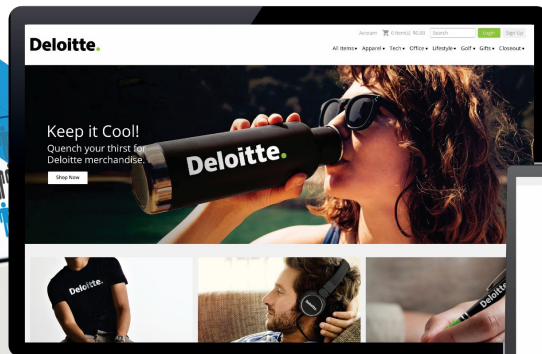 Account 0 item(s) $0.00 Search Login Sign Up
Deloitte.
All Items Apparel Tech Office Lifestyle Golf Gifts Closeout
Keep it Cool!
Quench your thirst for
Deloitte merchandise.
Shop Now
Deloitte.
Deloitte.
Deloitte